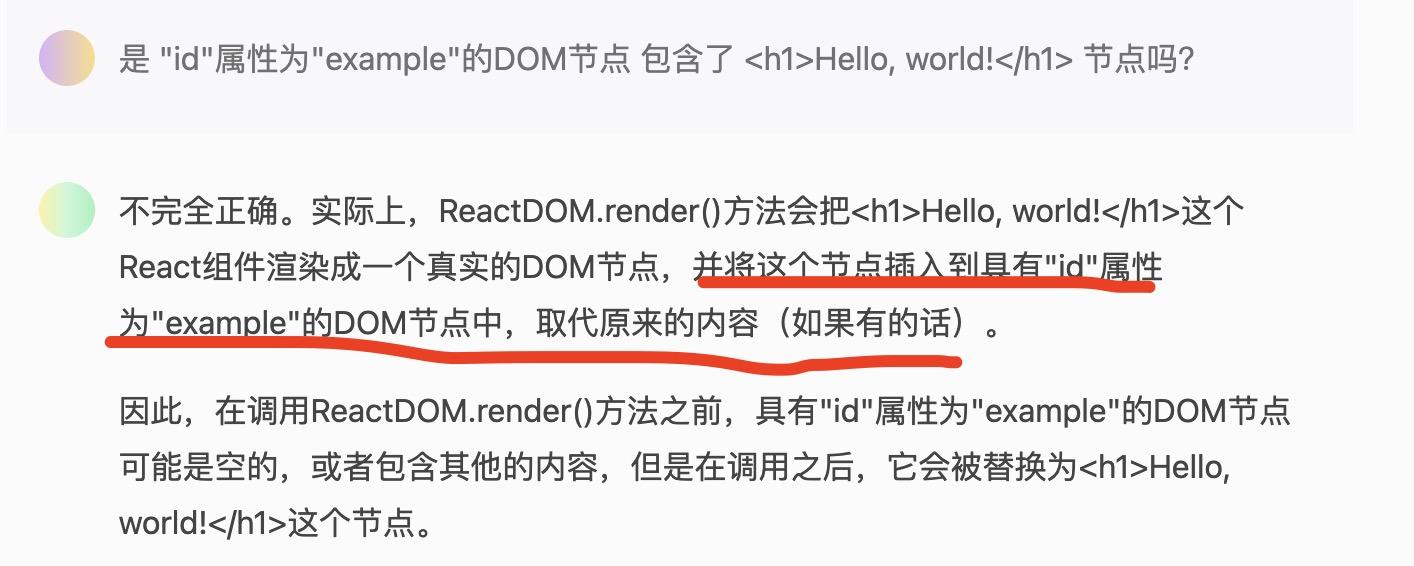 是 "id"属性为"example"的DOM节点 包含了 <h1>Hello, world!</h1> 节点吗?
不完全正确。实际上，ReactDOM.render()方法会把<h1>Hello, world!</h1>这个
React组件渲染成一个真实的DOM节点，并将这个节点插入到具有"id"属性
为"example"的DOM节点中，取代原来的内容（如果有的话）。
因此，在调用ReactDOM.render()方法之前，具有"id"属性为"example"的DOM节点
可能是空的，或者包含其他的内容，但是在调用之后，它会被替换为<h1>Hello,
world!</h1>这个节点。